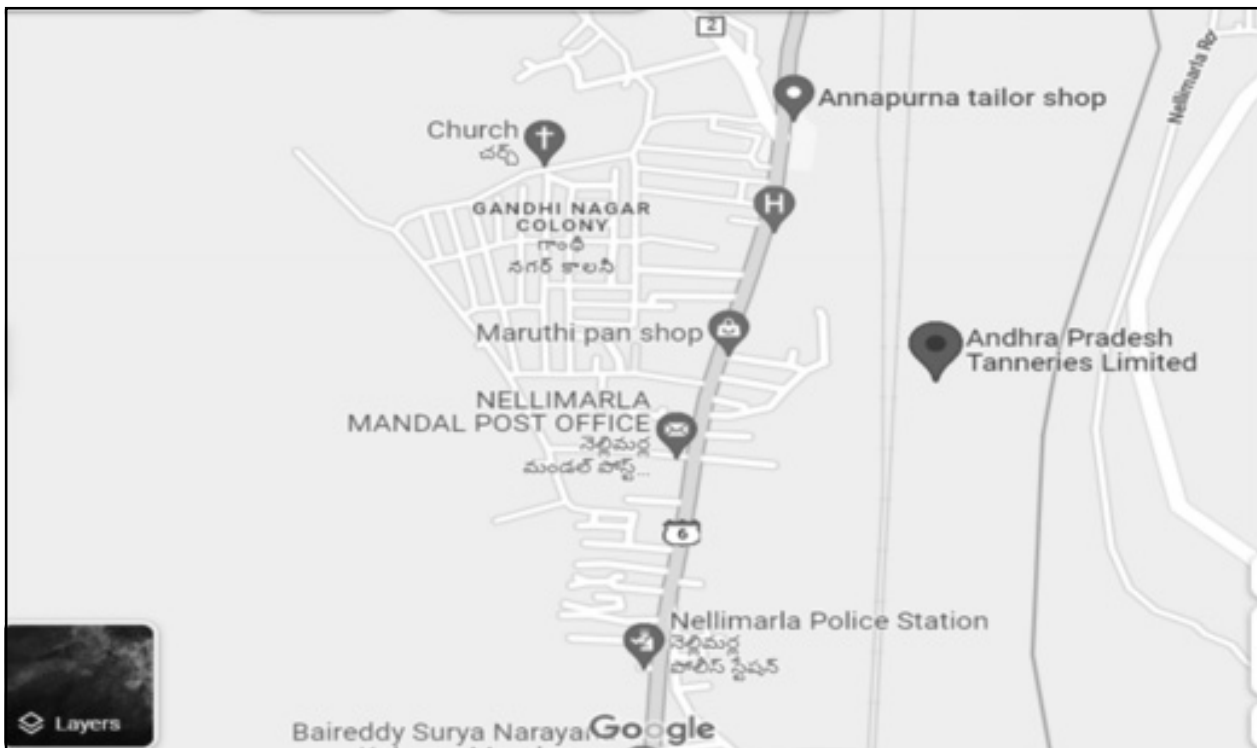 2
Annapurna tailor shop
Nellimarla Ro
Church
చర్చ్
H
GANDHI NAGAR
COLONY
గాంధీ
నగర్ కాలనీ
Maruthi pan shop
Andhra Pradesh
Tanneries Limited
NELLIMARLA
MANDAL POST OFFICE
నెల్లిమర్ల
మండల్ పోస్ట్...
6
Nellimarla Police Station
నెల్లిమర్ల
పోలీస్ స్టేషన్
Layers
Baireddy Surya Narayan
Google